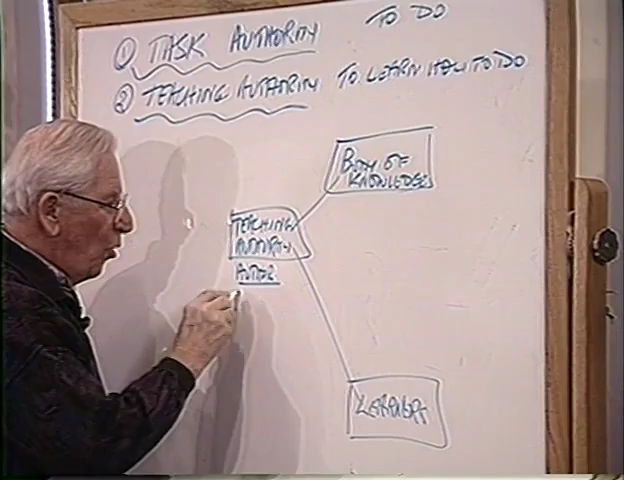 ① TASK AUTHORITY TO DO
② TEACHING AUTHORITY TO LEARN HOW TO DO
BODY OF
KNOWLEDGE
TEACHING
AUTHORITY
AUTHOR
LEARNERS